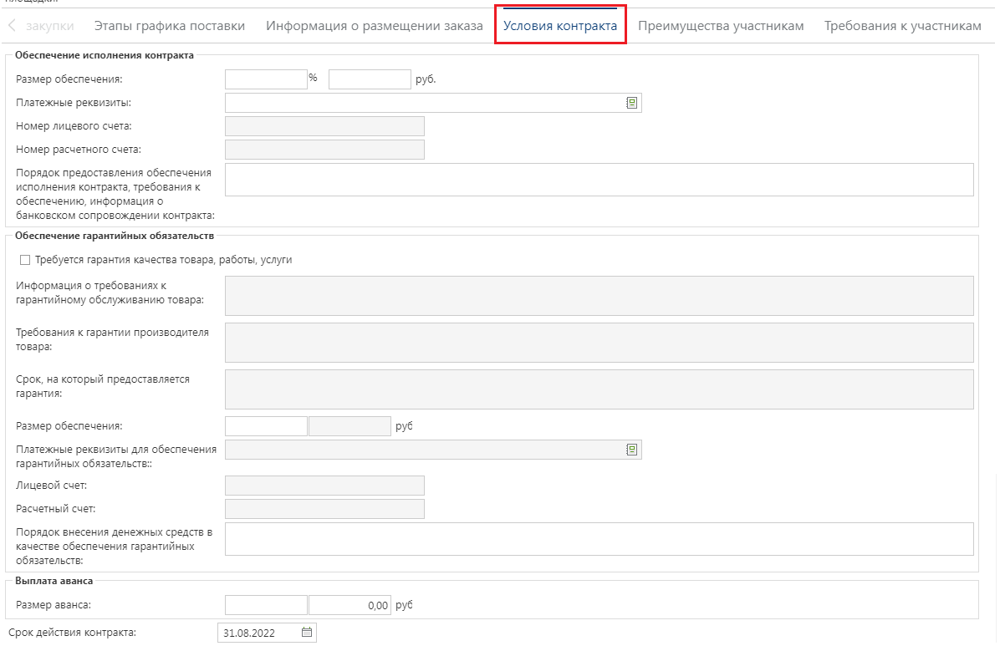 площадки:
закупки Этапы графика поставки Информация о размещении заказа Условия контракта Преимущества участникам Требования к участникам
Обеспечение исполнения контракта
Размер обеспечения: % руб.
Платежные реквизиты:
Номер лицевого счета:
Номер расчетного счета:
Порядок предоставления обеспечения
исполнения контракта, требования к
обеспечению, информация о
банковском сопровождении контракта:
Обеспечение гарантийных обязательств
Требуется гарантия качества товара, работы, услуги
Информация о требованиях к
гарантийному обслуживанию товара:
Требования к гарантии производителя
товара:
Срок, на который предоставляется
гарантия:
Размер обеспечения: руб
Платежные реквизиты для обеспечения
гарантийных обязательств::
Лицевой счет:
Расчетный счет:
Порядок внесения денежных средств в
качестве обеспечения гарантийных
обязательств:
Выплата аванса
Размер аванса: 0,00 руб
Срок действия контракта: 31.08.2022